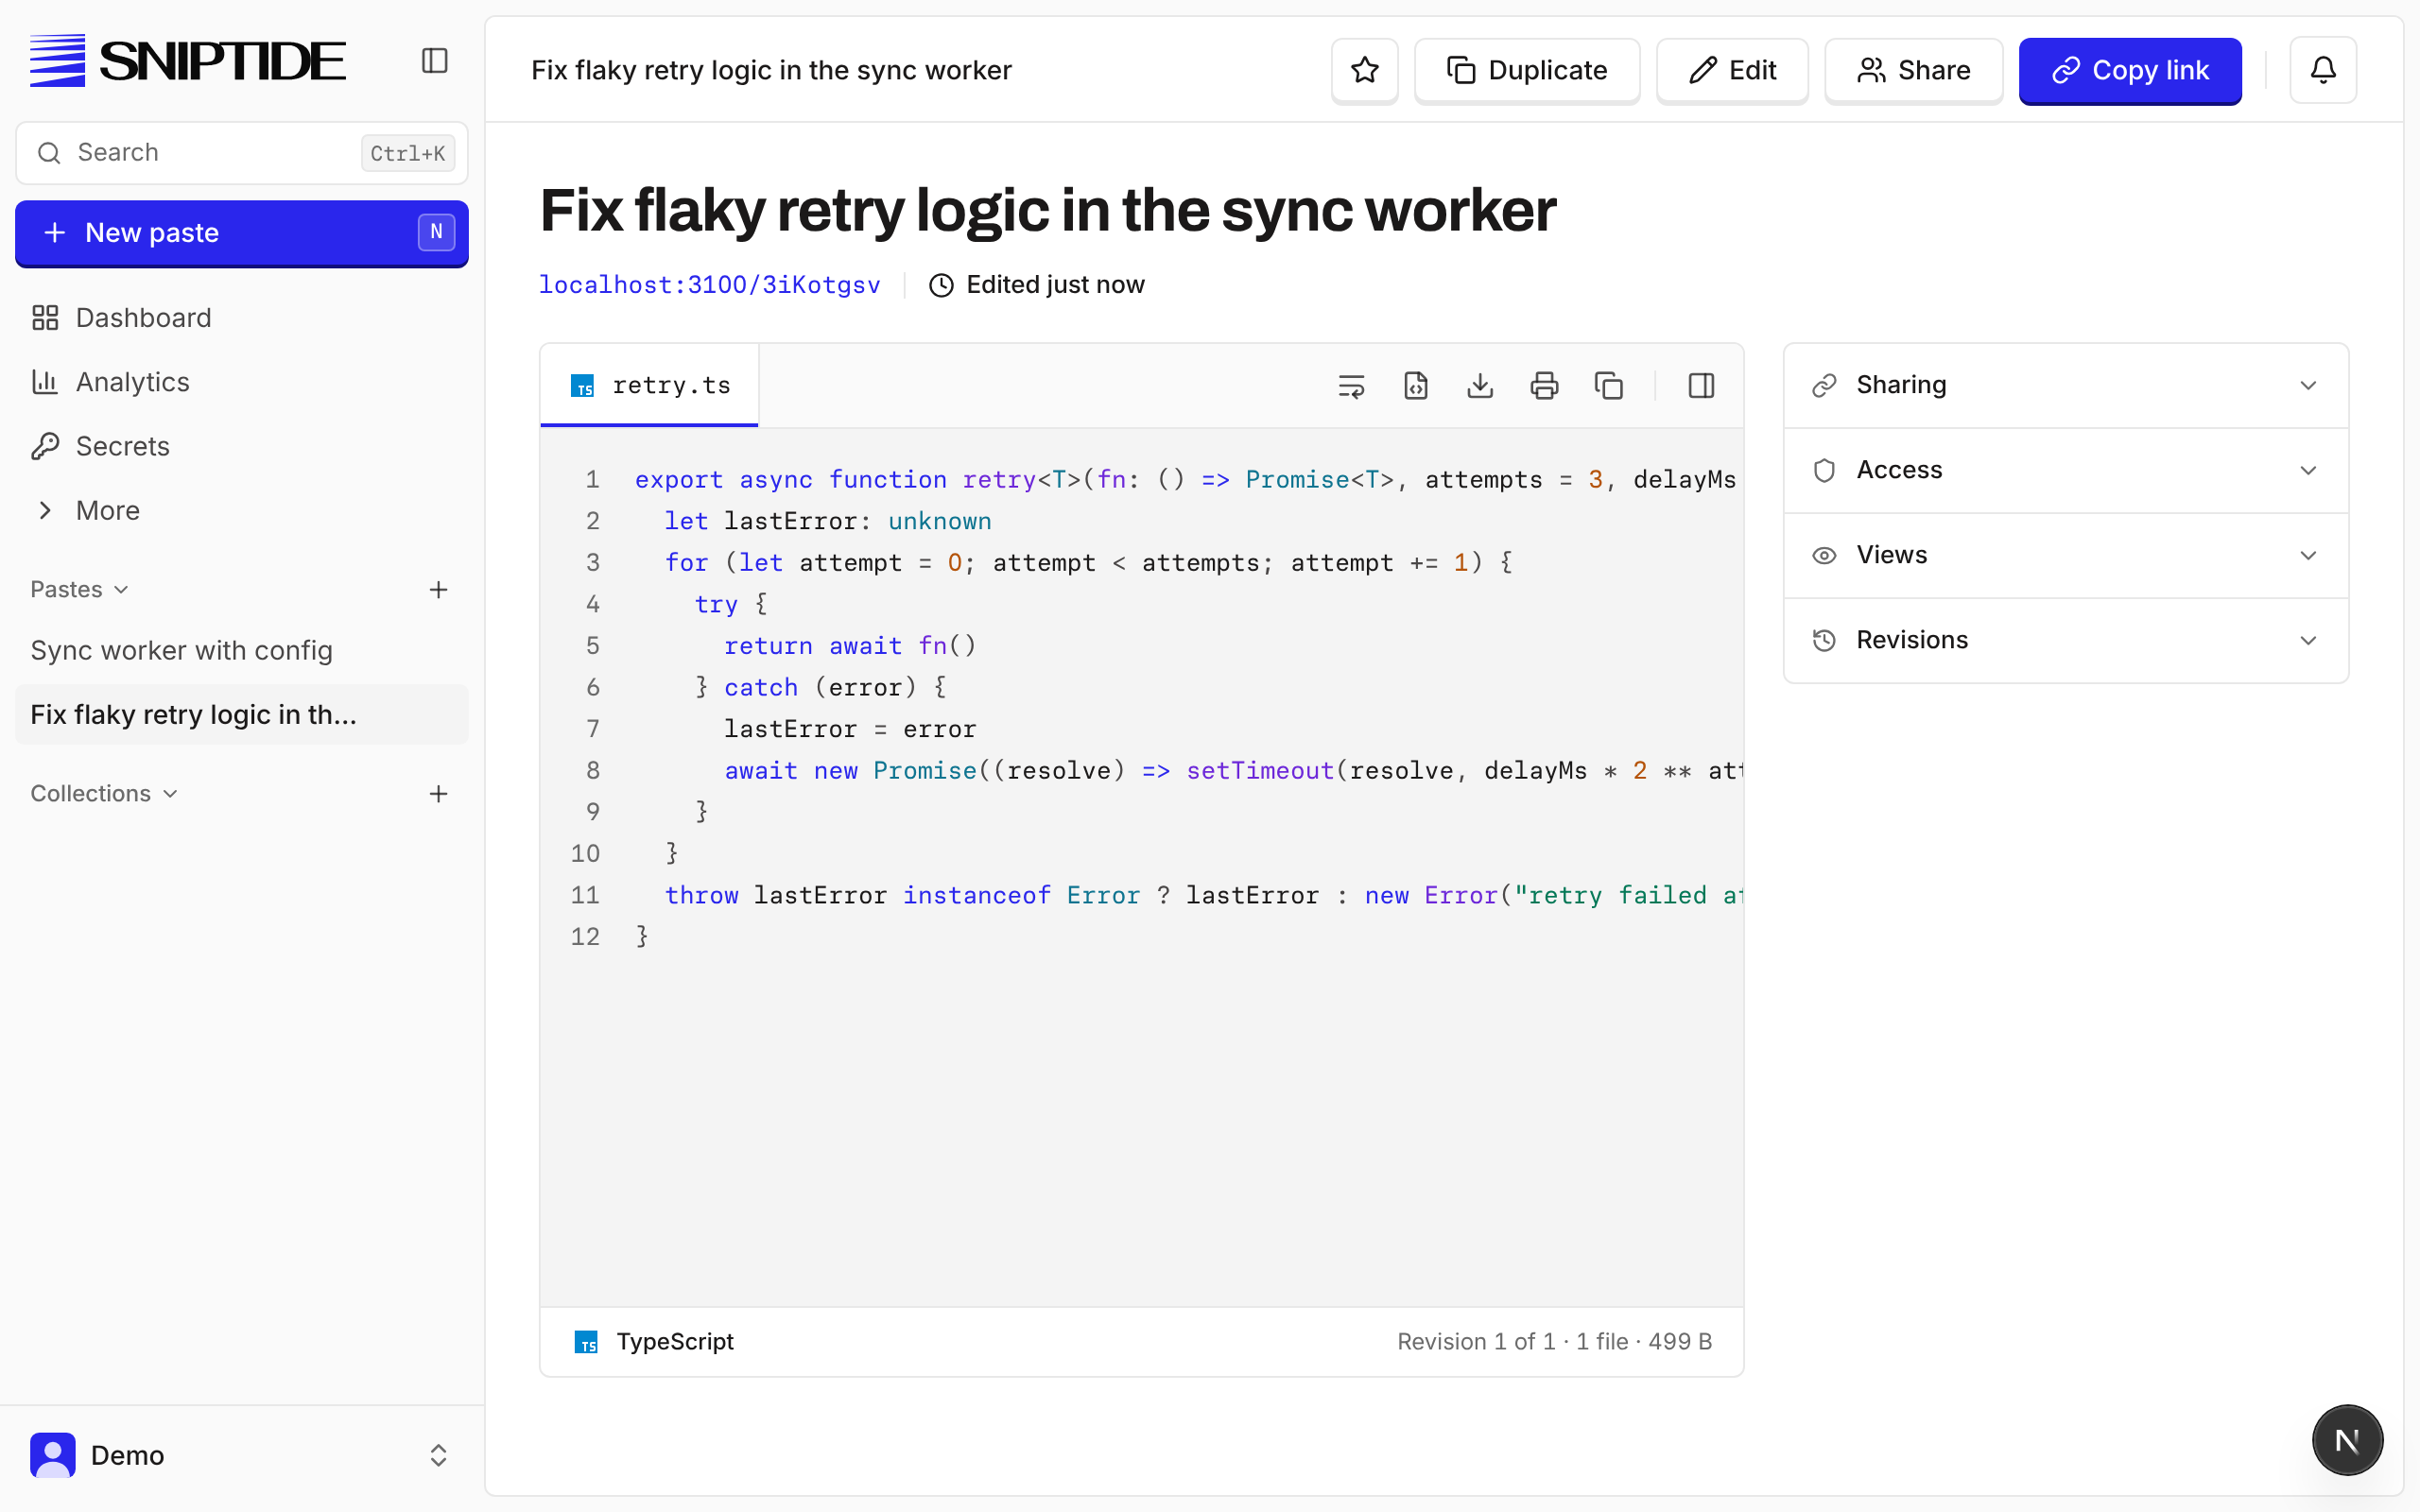 SNIPTIDE
Search Ctrl+K
New paste N
Dashboard
Analytics
Secrets
More
Pastes
Sync worker with config
Fix flaky retry logic in th...
Collections
Demo
Fix flaky retry logic in the sync worker
Duplicate
Edit
Share
Copy link
Fix flaky retry logic in the sync worker
localhost:3100/3iKotgsv
Edited just now
TS retry.ts
1 export async function retry<T>(fn: () => Promise<T>, attempts = 3, delayMs
2 let lastError: unknown
3 for (let attempt = 0; attempt < attempts; attempt += 1) {
4 try {
5 return await fn()
6 } catch (error) {
7 lastError = error
8 await new Promise((resolve) => setTimeout(resolve, delayMs * 2 ** att
9 }
10 }
11 throw lastError instanceof Error ? lastError : new Error("retry failed af
12 }
TS TypeScript
Revision 1 of 1 · 1 file · 499 B
Sharing
Access
Views
Revisions
N